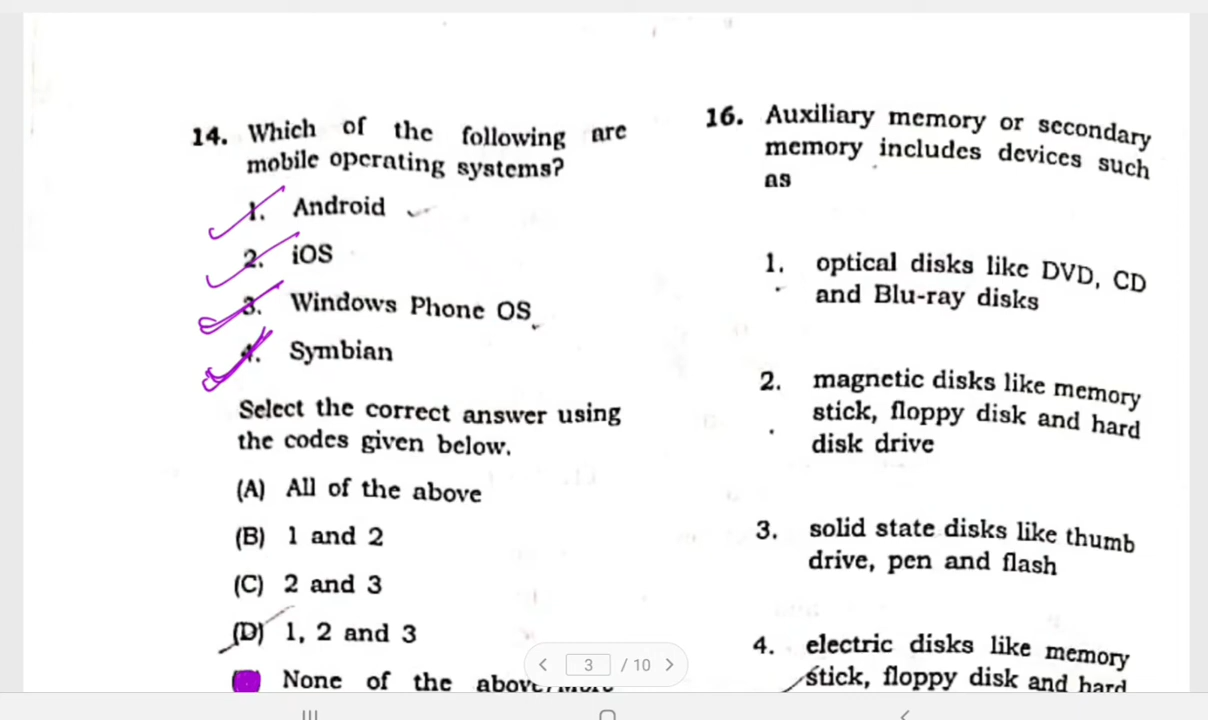 14. Which of the following are
mobile operating systems?
1. Android
2. iOS
3. Windows Phone OS
4. Symbian
Select the correct answer using
the codes given below.
(A) All of the above
(B) 1 and 2
(C) 2 and 3
(D) 1, 2 and 3
None of the above/More
16. Auxiliary memory or secondary
memory includes devices such
as
1. optical disks like DVD, CD
and Blu-ray disks
2. magnetic disks like memory
stick, floppy disk and hard
disk drive
3. solid state disks like thumb
drive, pen and flash
4. electric disks like memory
stick, floppy disk and hard
3 / 10